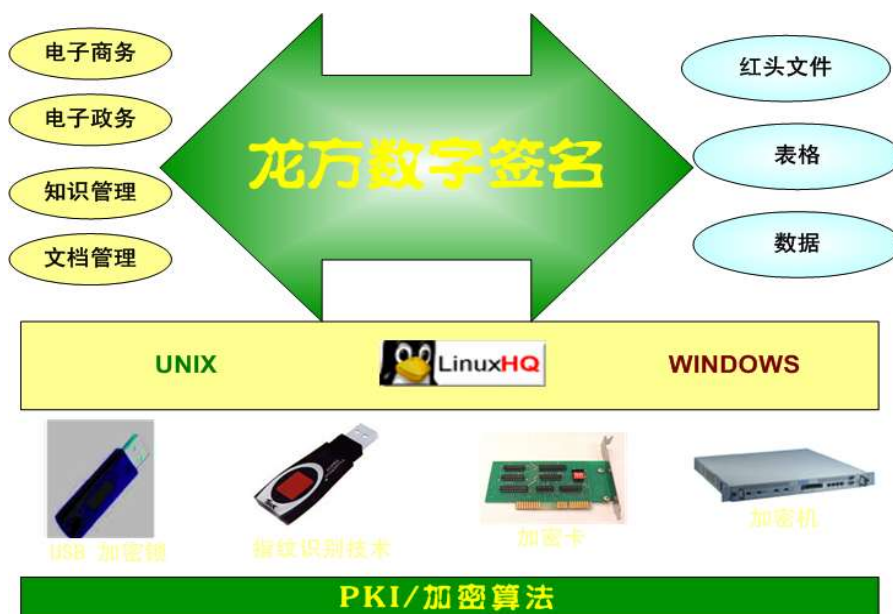 电子商务
电子政务
知识管理
文档管理
龙方数字签名
红头文件
表格
数据
UNIX
LinuxHQ
WINDOWS
USB 加密锁
指纹识别技术
加密卡
加密机
PKI/加密算法